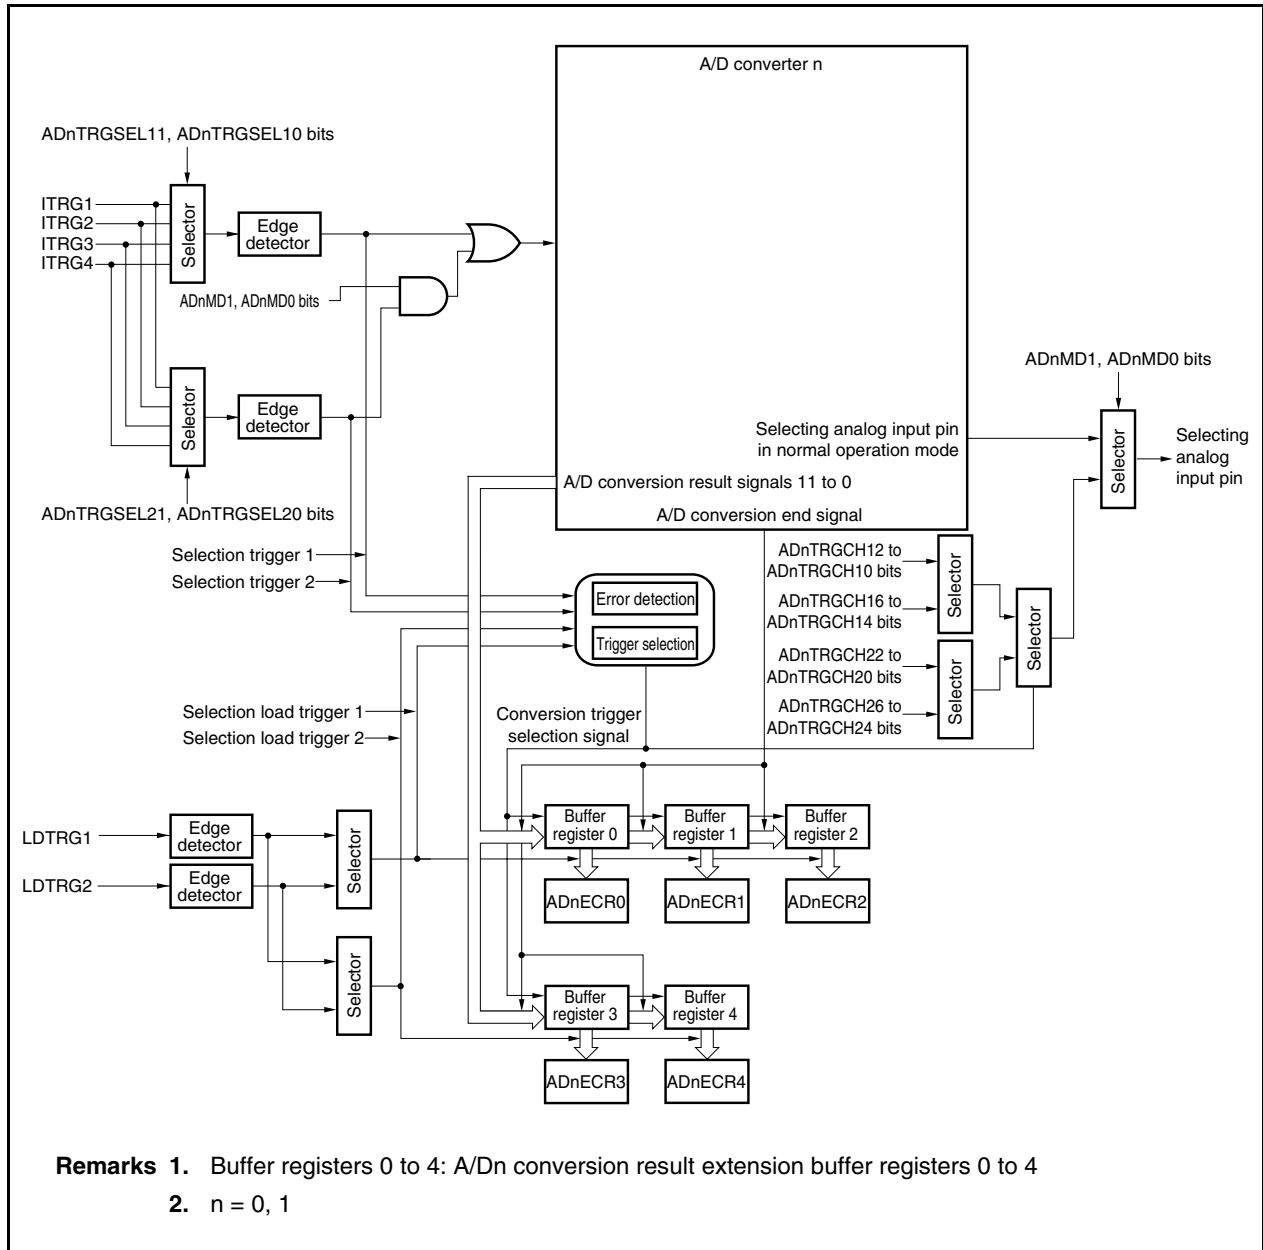 A/D converter n
ADnTRGSEL11, ADnTRGSEL10 bits
ITRG1
ITRG2
ITRG3
ITRG4
Selector
Edge
detector
ADnMD1, ADnMD0 bits
Selector
Edge
detector
ADnTRGSEL21, ADnTRGSEL20 bits
Selecting analog input pin
in normal operation mode
A/D conversion result signals 11 to 0
A/D conversion end signal
ADnMD1, ADnMD0 bits
Selector
Selecting
analog
input pin
Selection trigger 1
Selection trigger 2
Error detection
Trigger selection
ADnTRGCH12 to
ADnTRGCH10 bits
ADnTRGCH16 to
ADnTRGCH14 bits
Selector
ADnTRGCH22 to
ADnTRGCH20 bits
ADnTRGCH26 to
ADnTRGCH24 bits
Selector
Selector
Selection load trigger 1
Selection load trigger 2
Conversion trigger
selection signal
LDTRG1
Edge
detector
LDTRG2
Edge
detector
Selector
Selector
Buffer
register 0
Buffer
register 1
Buffer
register 2
ADnECR0
ADnECR1
ADnECR2
Buffer
register 3
Buffer
register 4
ADnECR3
ADnECR4
Remarks 1. Buffer registers 0 to 4: A/Dn conversion result extension buffer registers 0 to 4
2. n = 0, 1